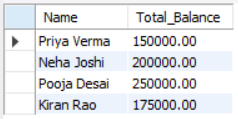 Name Total_Balance
Priya Verma 150000.00
Neha Joshi 200000.00
Pooja Desai 250000.00
Kiran Rao 175000.00